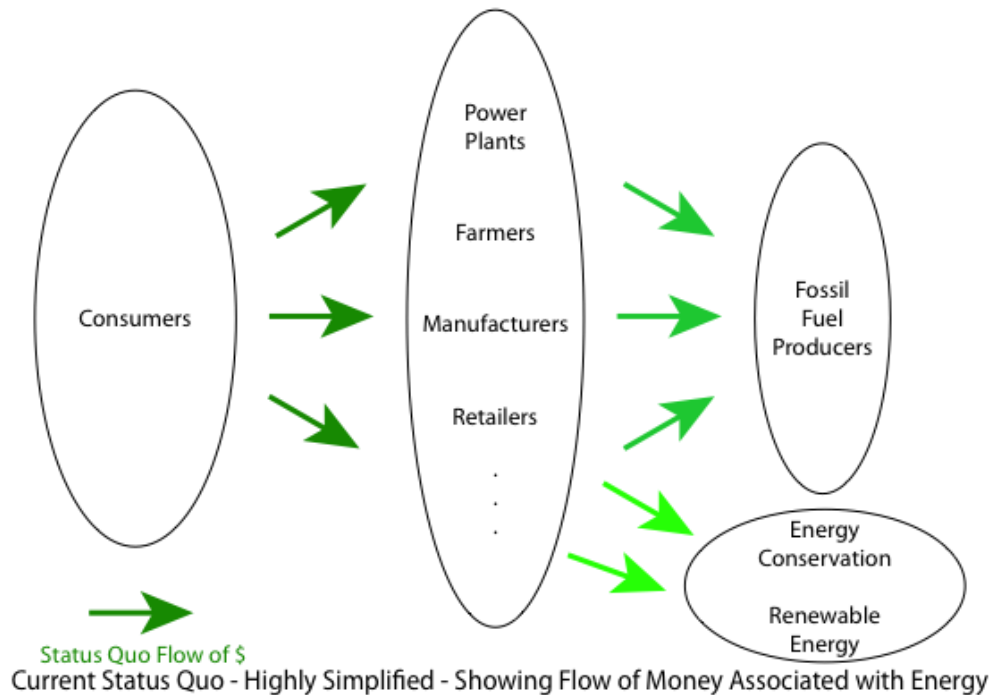 Consumers
Power
Plants
Farmers
Manufacturers
Retailers
.
.
.
Fossil
Fuel
Producers
Energy
Conservation
Renewable
Energy
Status Quo Flow of $
Current Status Quo - Highly Simplified - Showing Flow of Money Associated with Energy